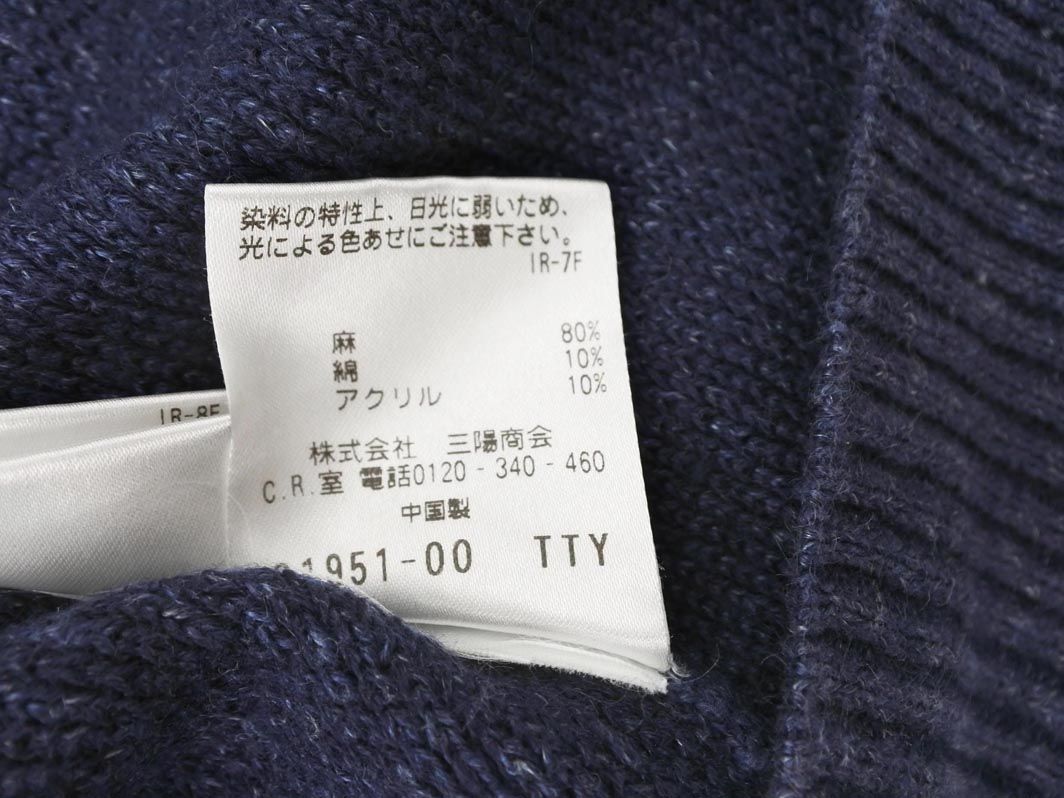 染料の特性上、日光に弱いため、
光による色あせにご注意下さい。
IR-7F
麻 80%
綿 10%
アクリル 10%
株式会社 三陽商会
C.R.室 電話0120-340-460
中国製
1951-00 TTY
IR-8F